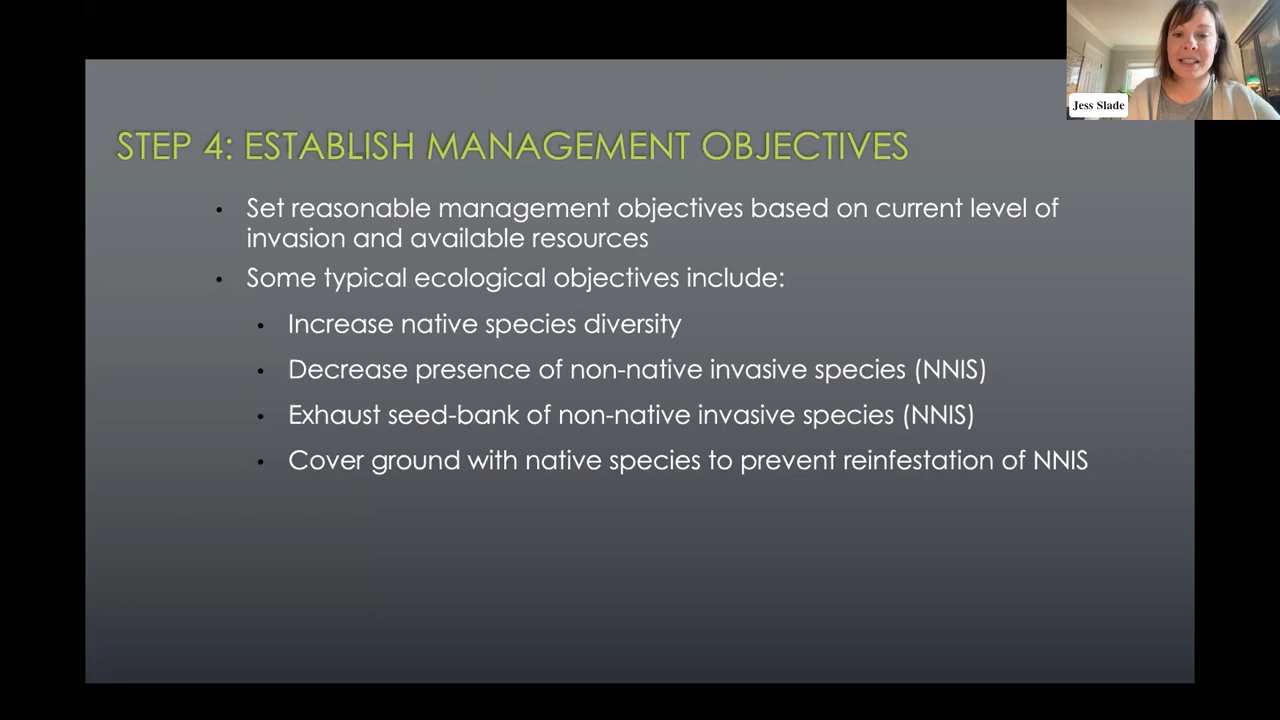 Jess Slade
STEP 4: ESTABLISH MANAGEMENT OBJECTIVES
• Set reasonable management objectives based on current level of
invasion and available resources
• Some typical ecological objectives include:
• Increase native species diversity
• Decrease presence of non-native invasive species (NNIS)
• Exhaust seed-bank of non-native invasive species (NNIS)
• Cover ground with native species to prevent reinfestation of NNIS